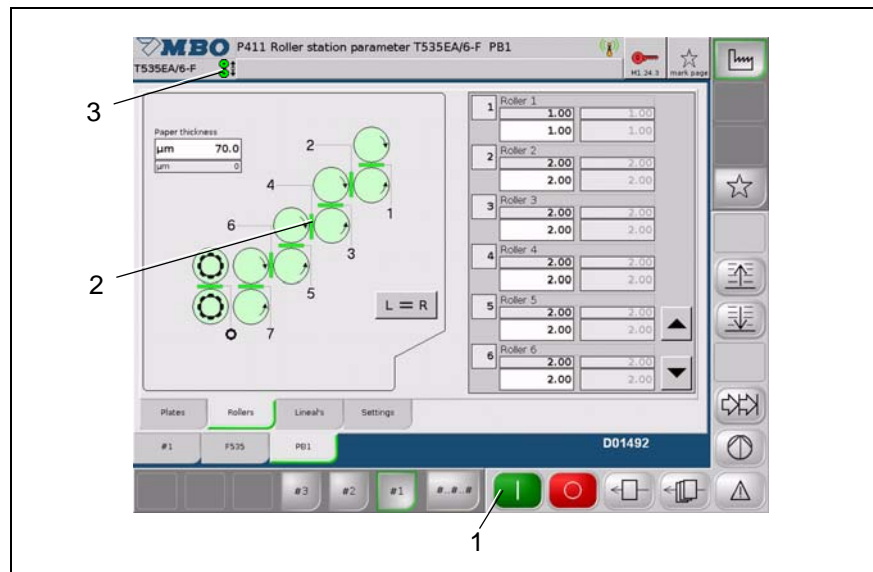 MBO P411 Roller station parameter T535EA/6-F PB1
T535EA/6-F
M1.24.3 mark page
3
Paper thickness
µm 70.0
µm 0
2
4
6
1
3
5
7
2
L = R
1 Roller 1
1.00 1.00
1.00 1.00
2 Roller 2
2.00 2.00
2.00 2.00
3 Roller 3
2.00 2.00
2.00 2.00
4 Roller 4
2.00 2.00
2.00 2.00
5 Roller 5
2.00 2.00
2.00 2.00
6 Roller 6
2.00 2.00
2.00 2.00
Plates Rollers Lineal's Settings
#1 F535 PB1 D01492
#3 #2 #1 #..#..#
1